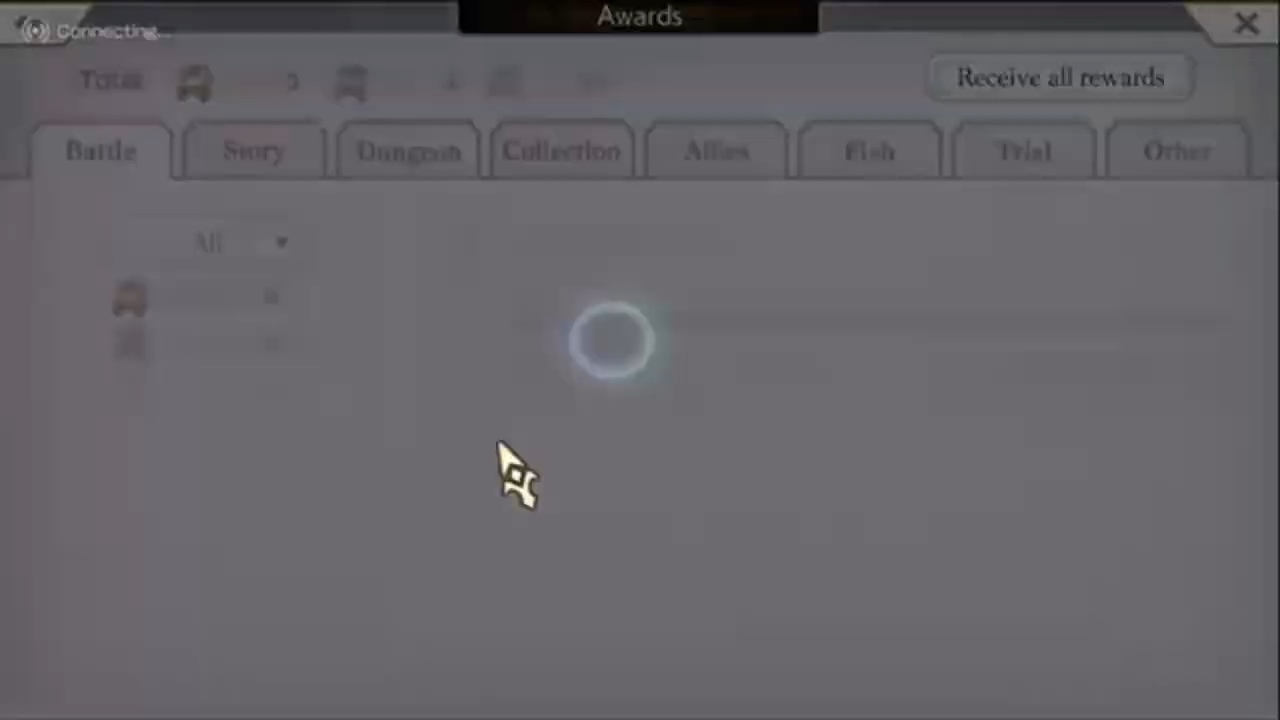 Awards
Connecting...
Total
Receive all rewards
Battle Story Dungeon Collection Allies Fish Trial Other
All